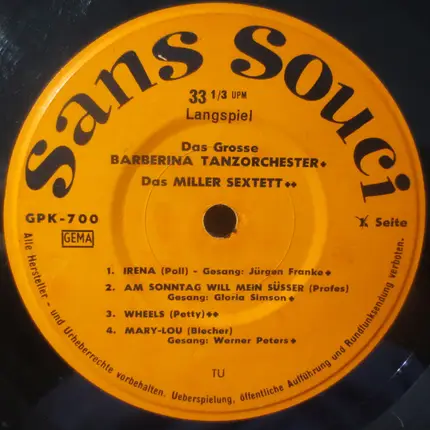 Sans Souci
33 1/3 UPM
Langspiel
Das Grosse
BARBERINA TANZORCHESTER◆
Das MILLER SEXTETT◆◆
GPK-700
GEMA
1. Seite
1. IRENA (Poll) - Gesang: Jürgen Franke◆
2. AM SONNTAG WILL MEIN SÜSSER (Profes)
Gesang: Gloria Simson◆
3. WHEELS (Petty)◆◆
4. MARY-LOU (Blecher)
Gesang: Werner Peters◆
TU
Alle Hersteller - und Urheberrechte vorbehalten. Ueberspielung, öffentliche Aufführung und Rundfunksendung verboten.